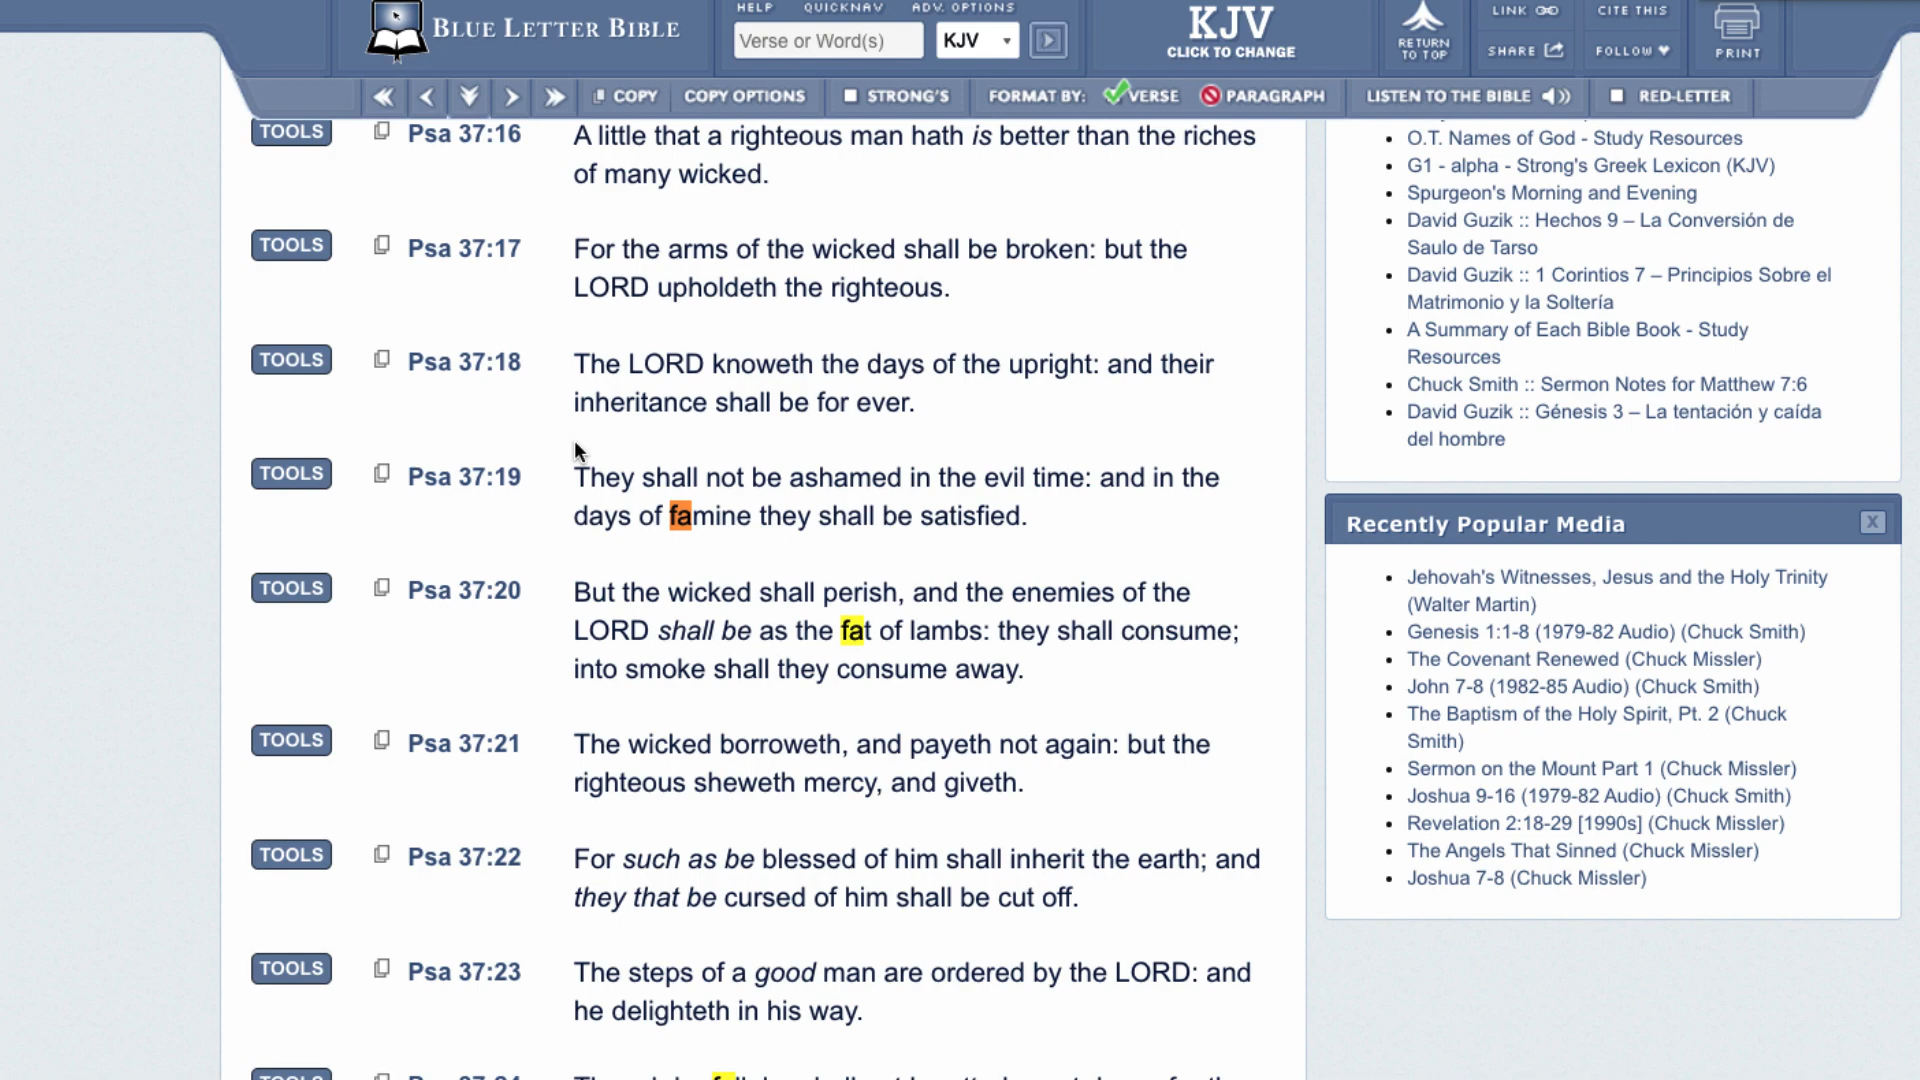 HELP QUICKNAV ADV. OPTIONS
BLUE LETTER BIBLE
Verse or Word(s)
KJV
KJV
CLICK TO CHANGE
RETURN
TO TOP
LINK
CITE THIS
SHARE
FOLLOW
PRINT
COPY
COPY OPTIONS
STRONG'S
FORMAT BY:
VERSE
PARAGRAPH
LISTEN TO THE BIBLE
RED-LETTER
TOOLS
Psa 37:16
A little that a righteous man hath is better than the riches
of many wicked.
TOOLS
Psa 37:17
For the arms of the wicked shall be broken: but the
LORD upholdeth the righteous.
TOOLS
Psa 37:18
The LORD knoweth the days of the upright: and their
inheritance shall be for ever.
TOOLS
Psa 37:19
They shall not be ashamed in the evil time: and in the
days of famine they shall be satisfied.
TOOLS
Psa 37:20
But the wicked shall perish, and the enemies of the
LORD shall be as the fat of lambs: they shall consume;
into smoke shall they consume away.
TOOLS
Psa 37:21
The wicked borroweth, and payeth not again: but the
righteous sheweth mercy, and giveth.
TOOLS
Psa 37:22
For such as be blessed of him shall inherit the earth; and
they that be cursed of him shall be cut off.
TOOLS
Psa 37:23
The steps of a good man are ordered by the LORD: and
he delighteth in his way.
O.T. Names of God - Study Resources
G1 - alpha - Strong's Greek Lexicon (KJV)
Spurgeon's Morning and Evening
David Guzik :: Hechos 9 – La Conversión de
Saulo de Tarso
David Guzik :: 1 Corintios 7 – Principios Sobre el
Matrimonio y la Soltería
A Summary of Each Bible Book - Study
Resources
Chuck Smith :: Sermon Notes for Matthew 7:6
David Guzik :: Génesis 3 – La tentación y caída
del hombre
Recently Popular Media
X
Jehovah's Witnesses, Jesus and the Holy Trinity
(Walter Martin)
Genesis 1:1-8 (1979-82 Audio) (Chuck Smith)
The Covenant Renewed (Chuck Missler)
John 7-8 (1982-85 Audio) (Chuck Smith)
The Baptism of the Holy Spirit, Pt. 2 (Chuck
Smith)
Sermon on the Mount Part 1 (Chuck Missler)
Joshua 9-16 (1979-82 Audio) (Chuck Smith)
Revelation 2:18-29 [1990s] (Chuck Missler)
The Angels That Sinned (Chuck Missler)
Joshua 7-8 (Chuck Missler)